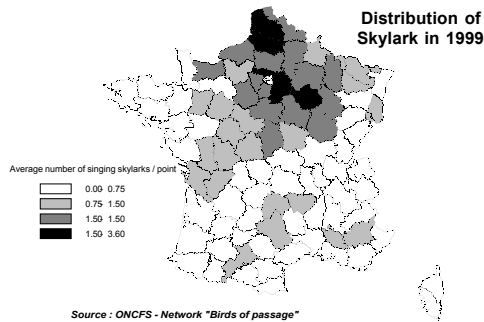 Distribution of
Skylark in 1999
Average number of singing skylarks / point
0.00 0.75
0.75 1.50
1.50 1.50
1.50 3.60
Source : ONCFS - Network "Birds of passage"